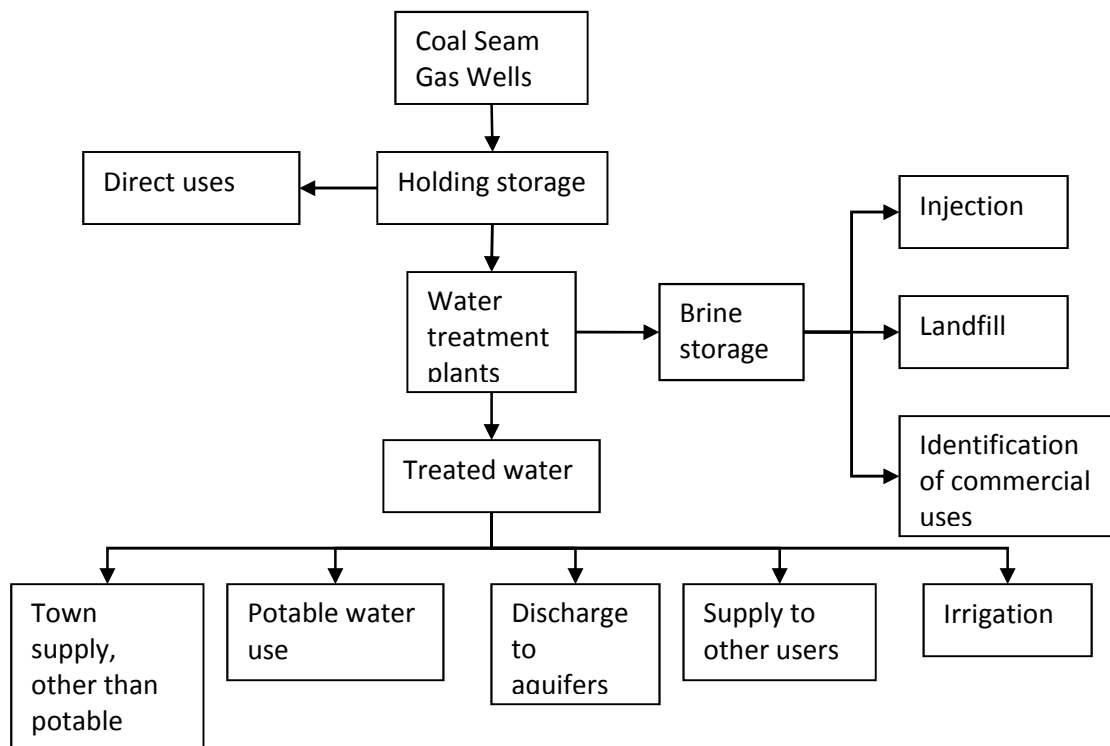 Coal Seam
Gas Wells
Direct uses
Holding storage
Injection
Water
treatment
plants
Brine
storage
Landfill
Treated water
Identification
of commercial
uses
Town
supply,
other than
potable
Potable water
use
Discharge
to
aquifers
Supply to
other users
Irrigation